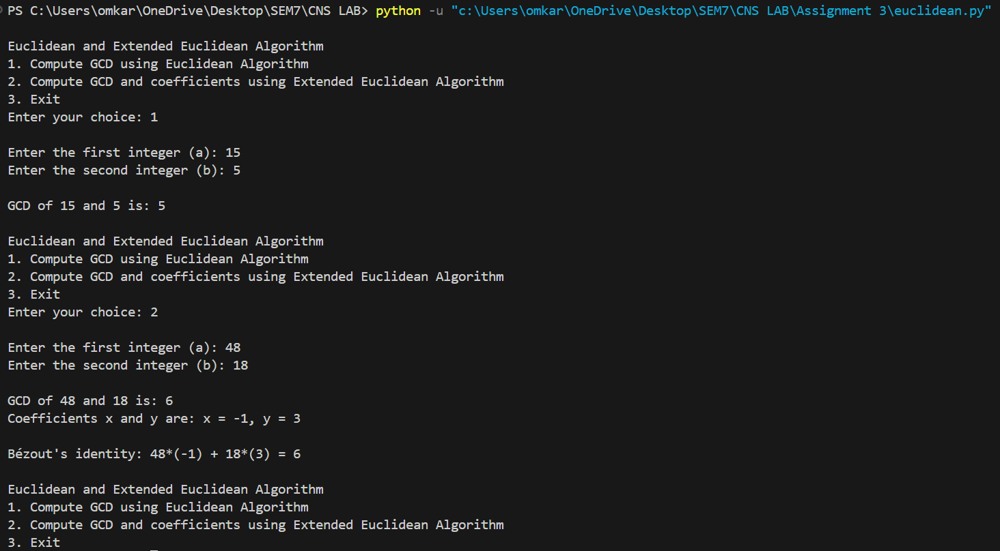 PS C:\Users\omkar\OneDrive\Desktop\SEM7\CNS LAB> python -u "c:\Users\omkar\OneDrive\Desktop\SEM7\CNS LAB\Assignment 3\euclidean.py"
Euclidean and Extended Euclidean Algorithm
1. Compute GCD using Euclidean Algorithm
2. Compute GCD and coefficients using Extended Euclidean Algorithm
3. Exit
Enter your choice: 1
Enter the first integer (a): 15
Enter the second integer (b): 5
GCD of 15 and 5 is: 5
Euclidean and Extended Euclidean Algorithm
1. Compute GCD using Euclidean Algorithm
2. Compute GCD and coefficients using Extended Euclidean Algorithm
3. Exit
Enter your choice: 2
Enter the first integer (a): 48
Enter the second integer (b): 18
GCD of 48 and 18 is: 6
Coefficients x and y are: x = -1, y = 3
Bézout's identity: 48*(-1) + 18*(3) = 6
Euclidean and Extended Euclidean Algorithm
1. Compute GCD using Euclidean Algorithm
2. Compute GCD and coefficients using Extended Euclidean Algorithm
3. Exit